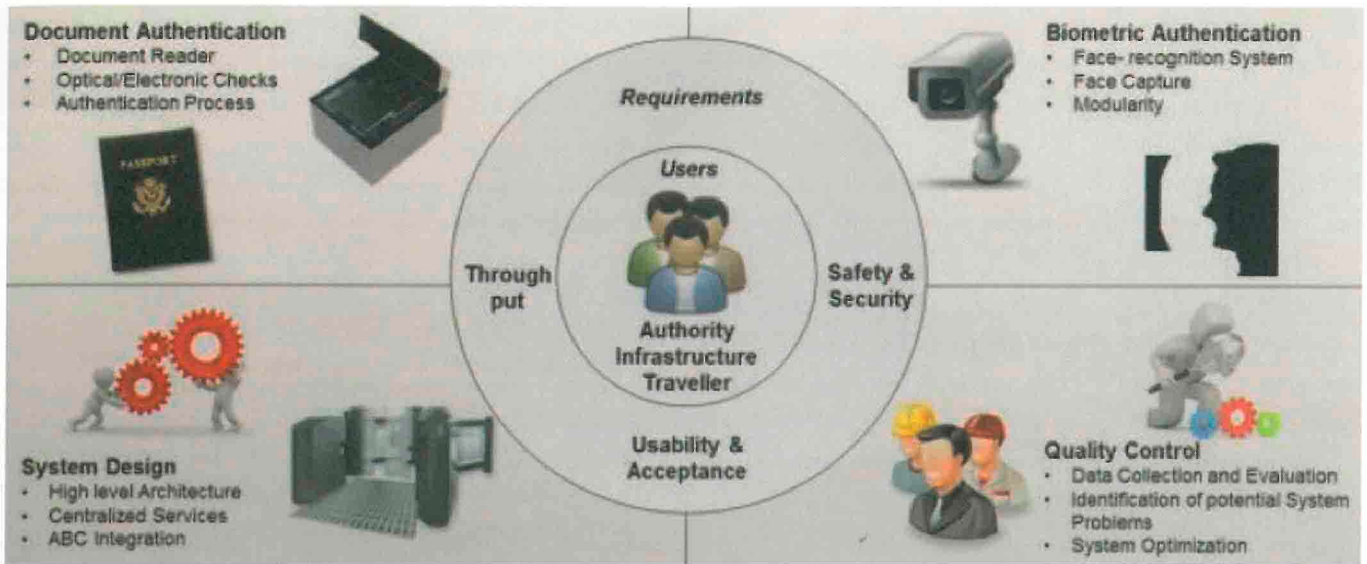 Document Authentication
• Document Reader
• Optical/Electronic Checks
• Authentication Process
PASSPORT
Requirements
Users
Authority
Infrastructure
Traveller
Through
put
Safety &
Security
Usability &
Acceptance
Biometric Authentication
• Face- recognition System
• Face Capture
• Modularity
System Design
• High level Architecture
• Centralized Services
• ABC Integration
Quality Control
• Data Collection and Evaluation
• Identification of potential System
Problems
• System Optimization